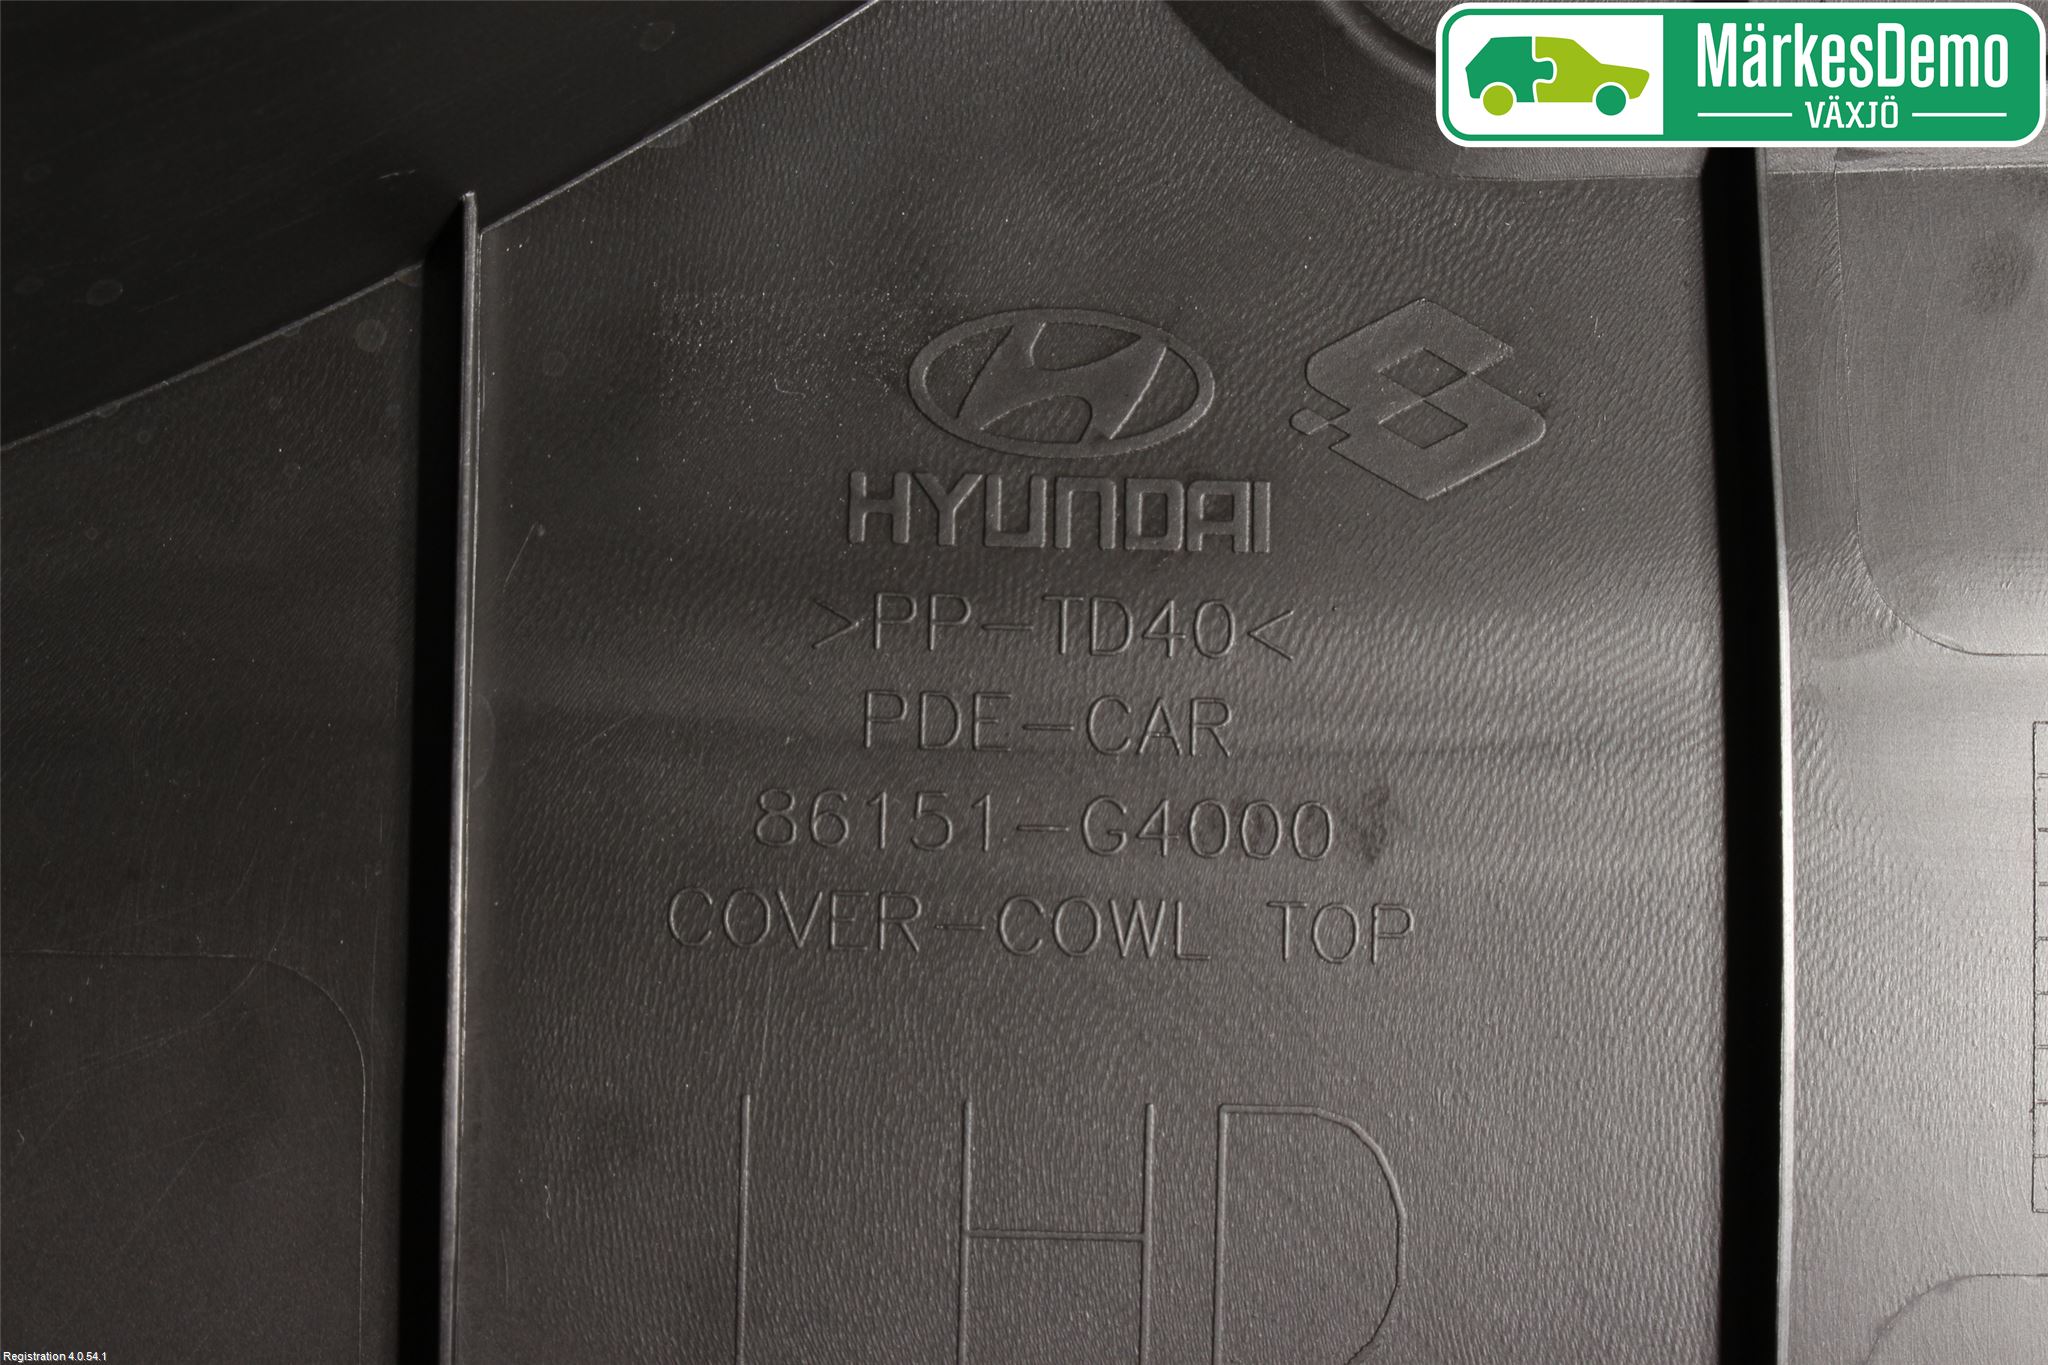 MärkesDemo
VÄXJÖ
HYUNDAI
>PP-TD40<
PDE-CAR
86151-G4000
COVER-COWL TOP
LHD
Registration 4.0.54.1